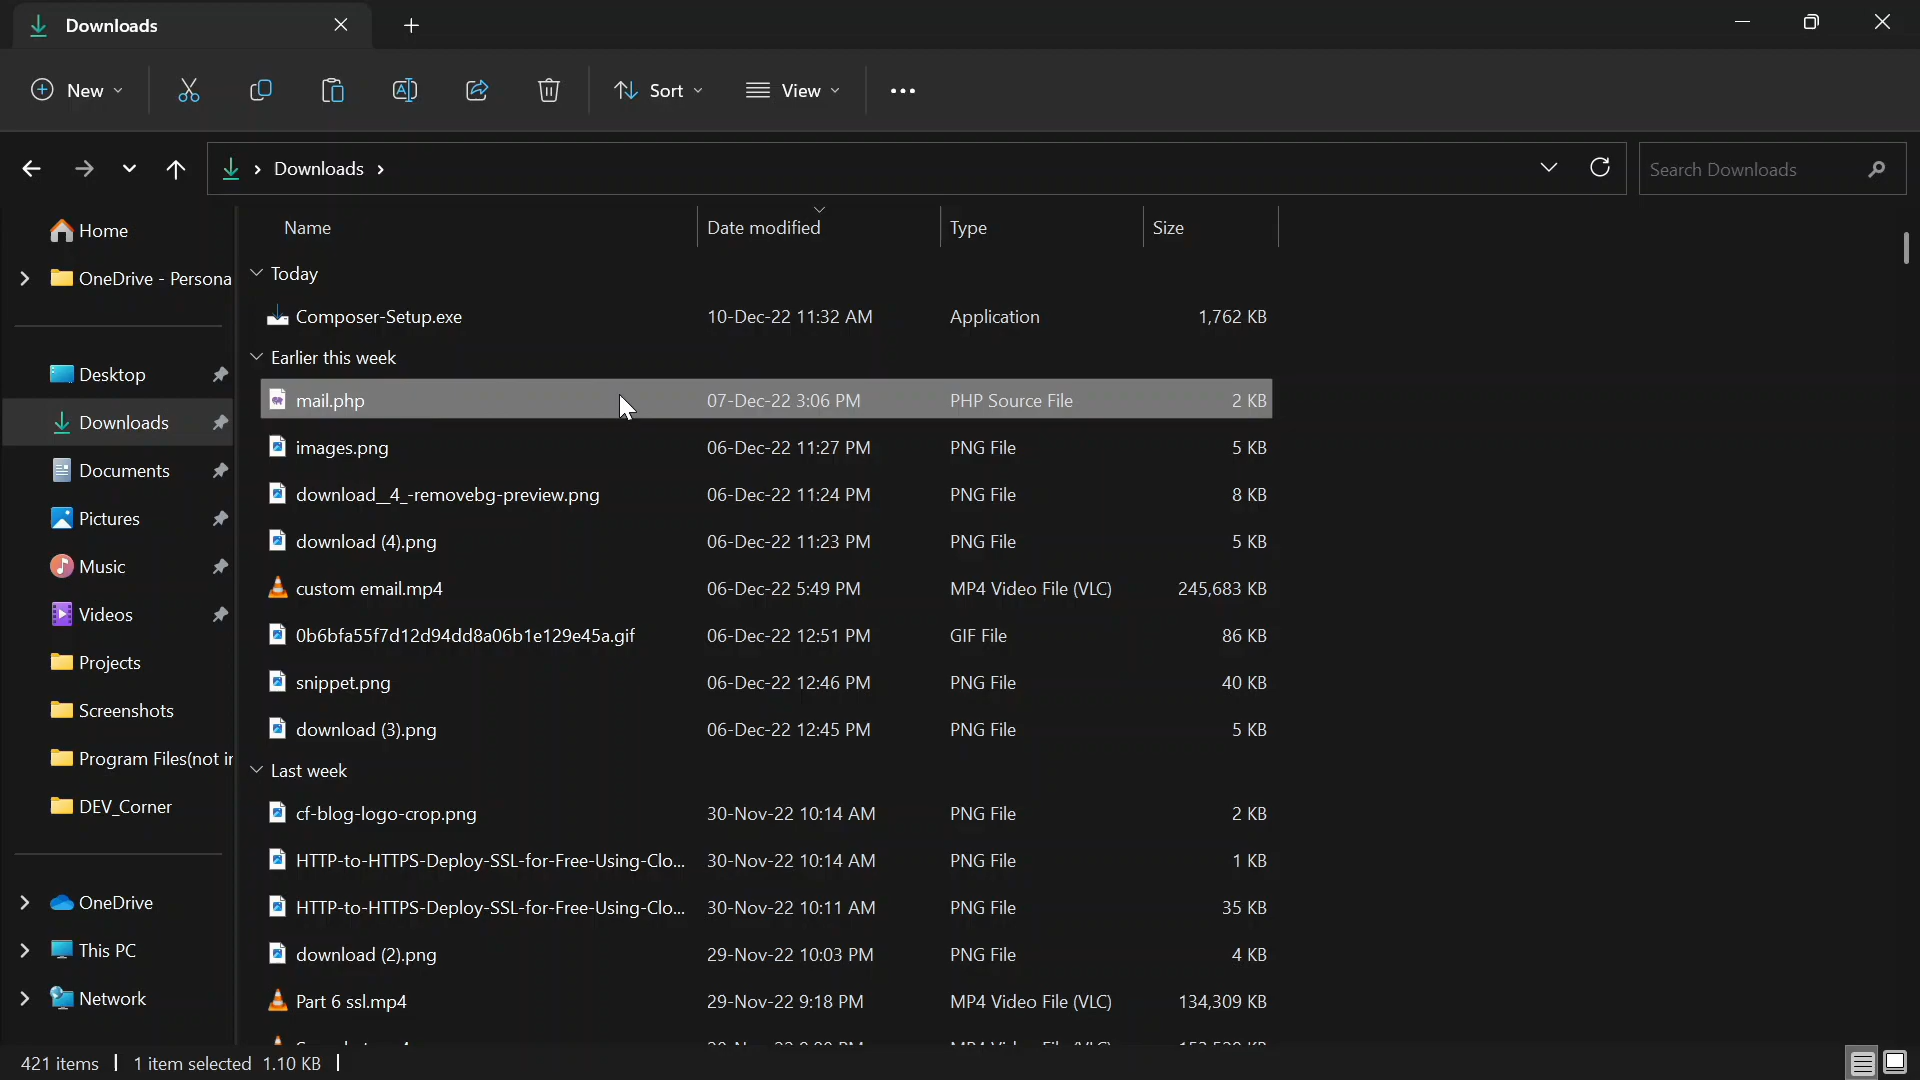 Downloads
New
Sort
View
Downloads
Search Downloads
Home
OneDrive - Persona
Desktop
Downloads
Documents
Pictures
Music
Videos
Projects
Screenshots
Program Files(not ir
DEV_Corner
OneDrive
This PC
Network
Name Date modified Type Size
Today
Composer-Setup.exe 10-Dec-22 11:32 AM Application 1,762 KB
Earlier this week
mail.php 07-Dec-22 3:06 PM PHP Source File 2 KB
images.png 06-Dec-22 11:27 PM PNG File 5 KB
download__4_-removebg-preview.png 06-Dec-22 11:24 PM PNG File 8 KB
download (4).png 06-Dec-22 11:23 PM PNG File 5 KB
custom email.mp4 06-Dec-22 5:49 PM MP4 Video File (VLC) 245,683 KB
0b6bfa55f7d12d94dd8a06b1e129e45a.gif 06-Dec-22 12:51 PM GIF File 86 KB
snippet.png 06-Dec-22 12:46 PM PNG File 40 KB
download (3).png 06-Dec-22 12:45 PM PNG File 5 KB
Last week
cf-blog-logo-crop.png 30-Nov-22 10:14 AM PNG File 2 KB
HTTP-to-HTTPS-Deploy-SSL-for-Free-Using-Clo... 30-Nov-22 10:14 AM PNG File 1 KB
HTTP-to-HTTPS-Deploy-SSL-for-Free-Using-Clo... 30-Nov-22 10:11 AM PNG File 35 KB
download (2).png 29-Nov-22 10:03 PM PNG File 4 KB
Part 6 ssl.mp4 29-Nov-22 9:18 PM MP4 Video File (VLC) 134,309 KB
421 items 1 item selected 1.10 KB